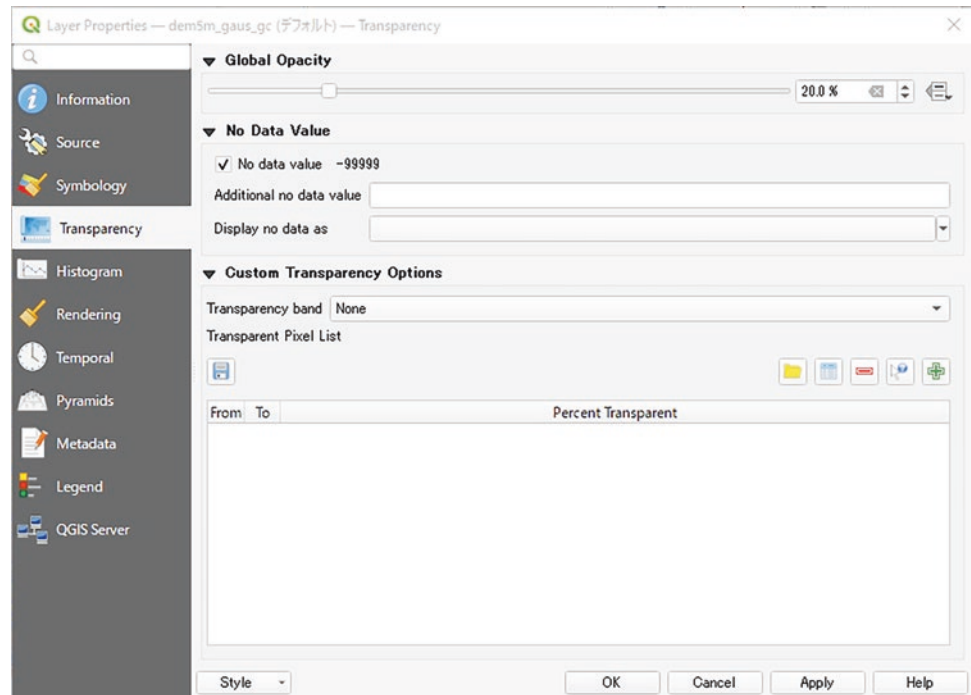 Layer Properties — dem5m_gaus_gc (デフォルト) — Transparency
Information
Source
Symbology
Transparency
Histogram
Rendering
Temporal
Pyramids
Metadata
Legend
QGIS Server
Global Opacity
20.0 %
No Data Value
No data value -99999
Additional no data value
Display no data as
Custom Transparency Options
Transparency band None
Transparent Pixel List
From To Percent Transparent
Style OK Cancel Apply Help